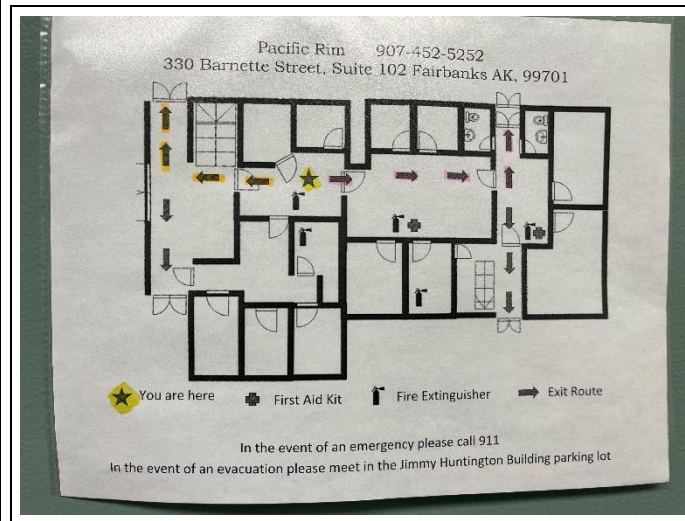 Pacific Rim 907-452-5252
330 Barnette Street, Suite 102 Fairbanks AK, 99701
You are here
First Aid Kit
Fire Extinguisher
Exit Route
In the event of an emergency please call 911
In the event of an evacuation please meet in the Jimmy Huntington Building parking lot